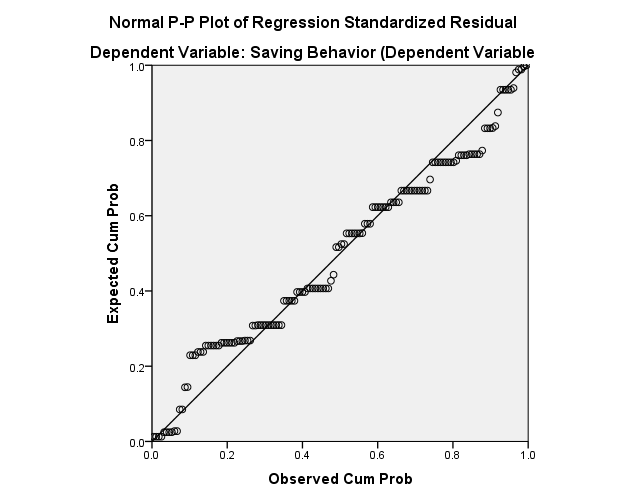 Normal P-P Plot of Regression Standardized Residual
Dependent Variable: Saving Behavior (Dependent Variable
1.0
0.8
0.6
0.4
0.2
0.0
Expected Cum Prob
0.0 0.2 0.4 0.6 0.8 1.0
Observed Cum Prob